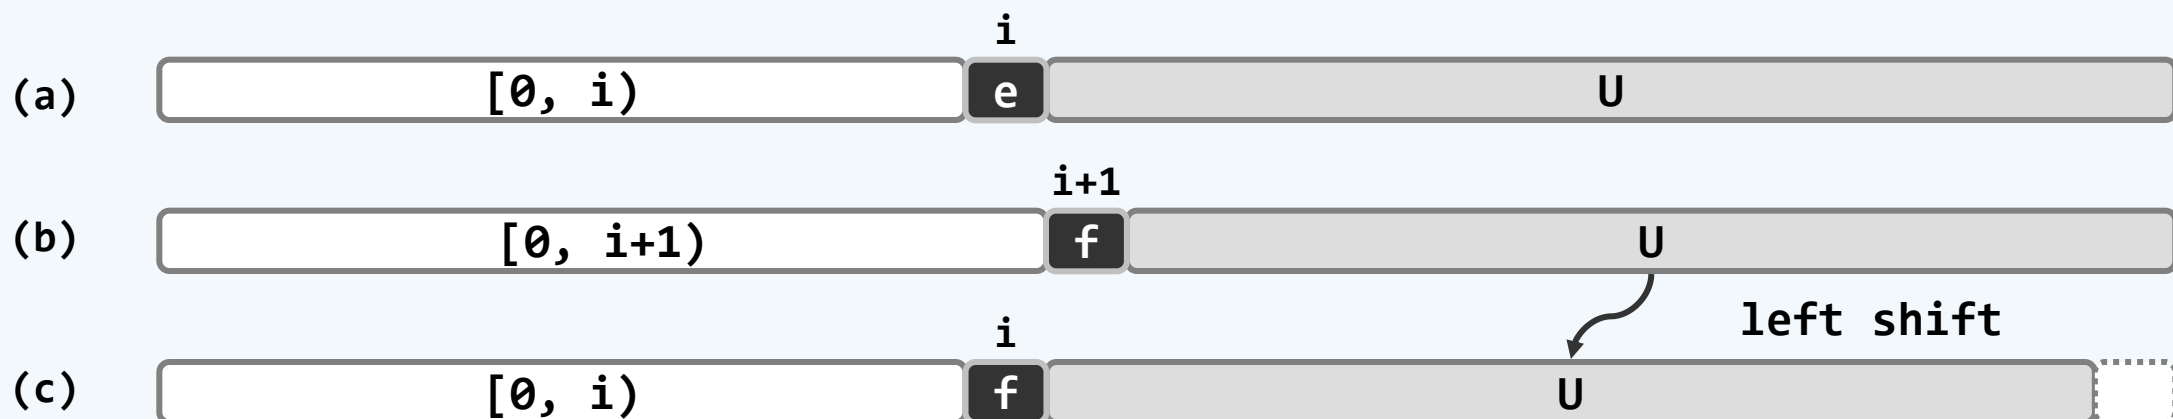 i
(a) [0, i) e U
i+1
(b) [0, i+1) f U
left shift
i
(c) [0, i) f U